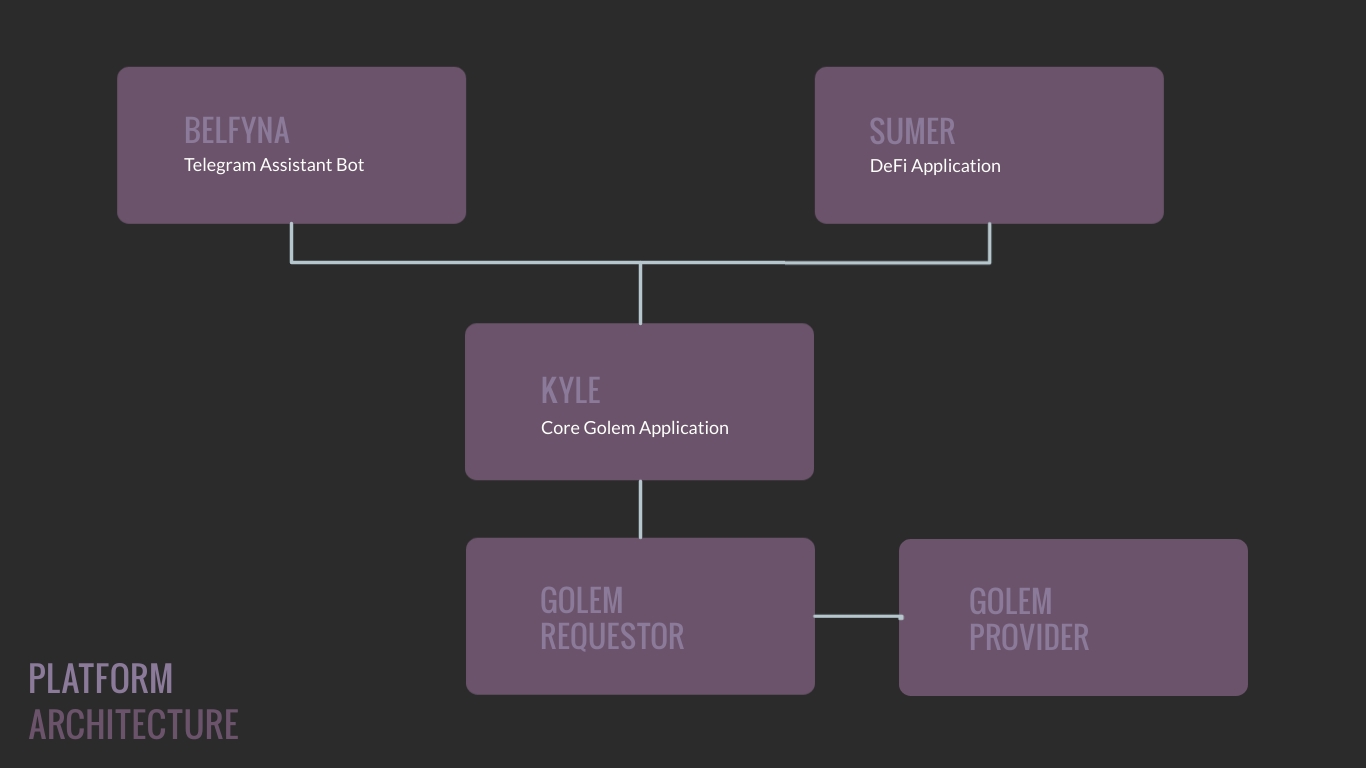 BELFYNA
Telegram Assistant Bot
SUMER
DeFi Application
KYLE
Core Golem Application
GOLEM
REQUESTOR
GOLEM
PROVIDER
PLATFORM
ARCHITECTURE